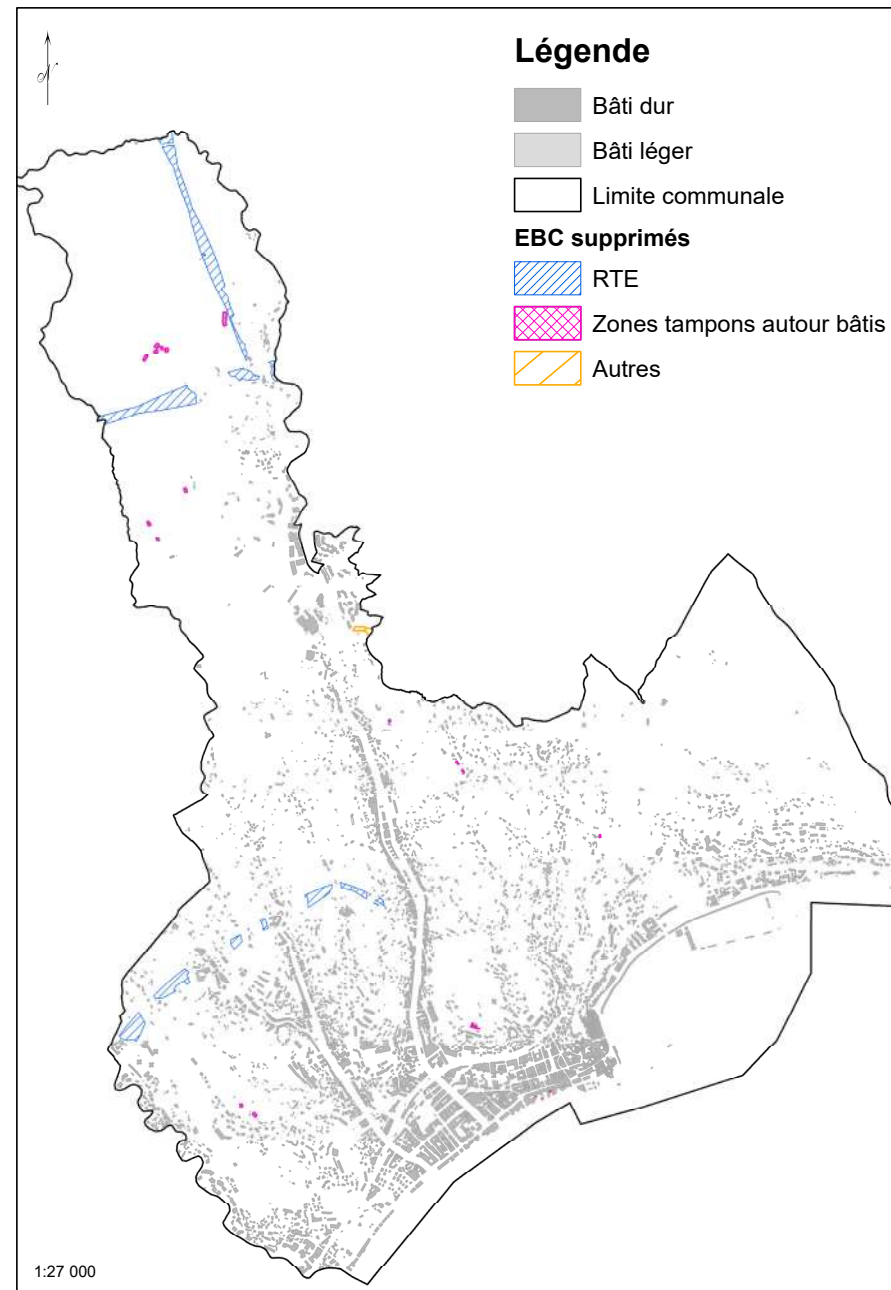 N
Légende
Bâti dur
Bâti léger
Limite communale
EBC supprimés
RTE
Zones tampons autour bâtis
Autres
1:27 000